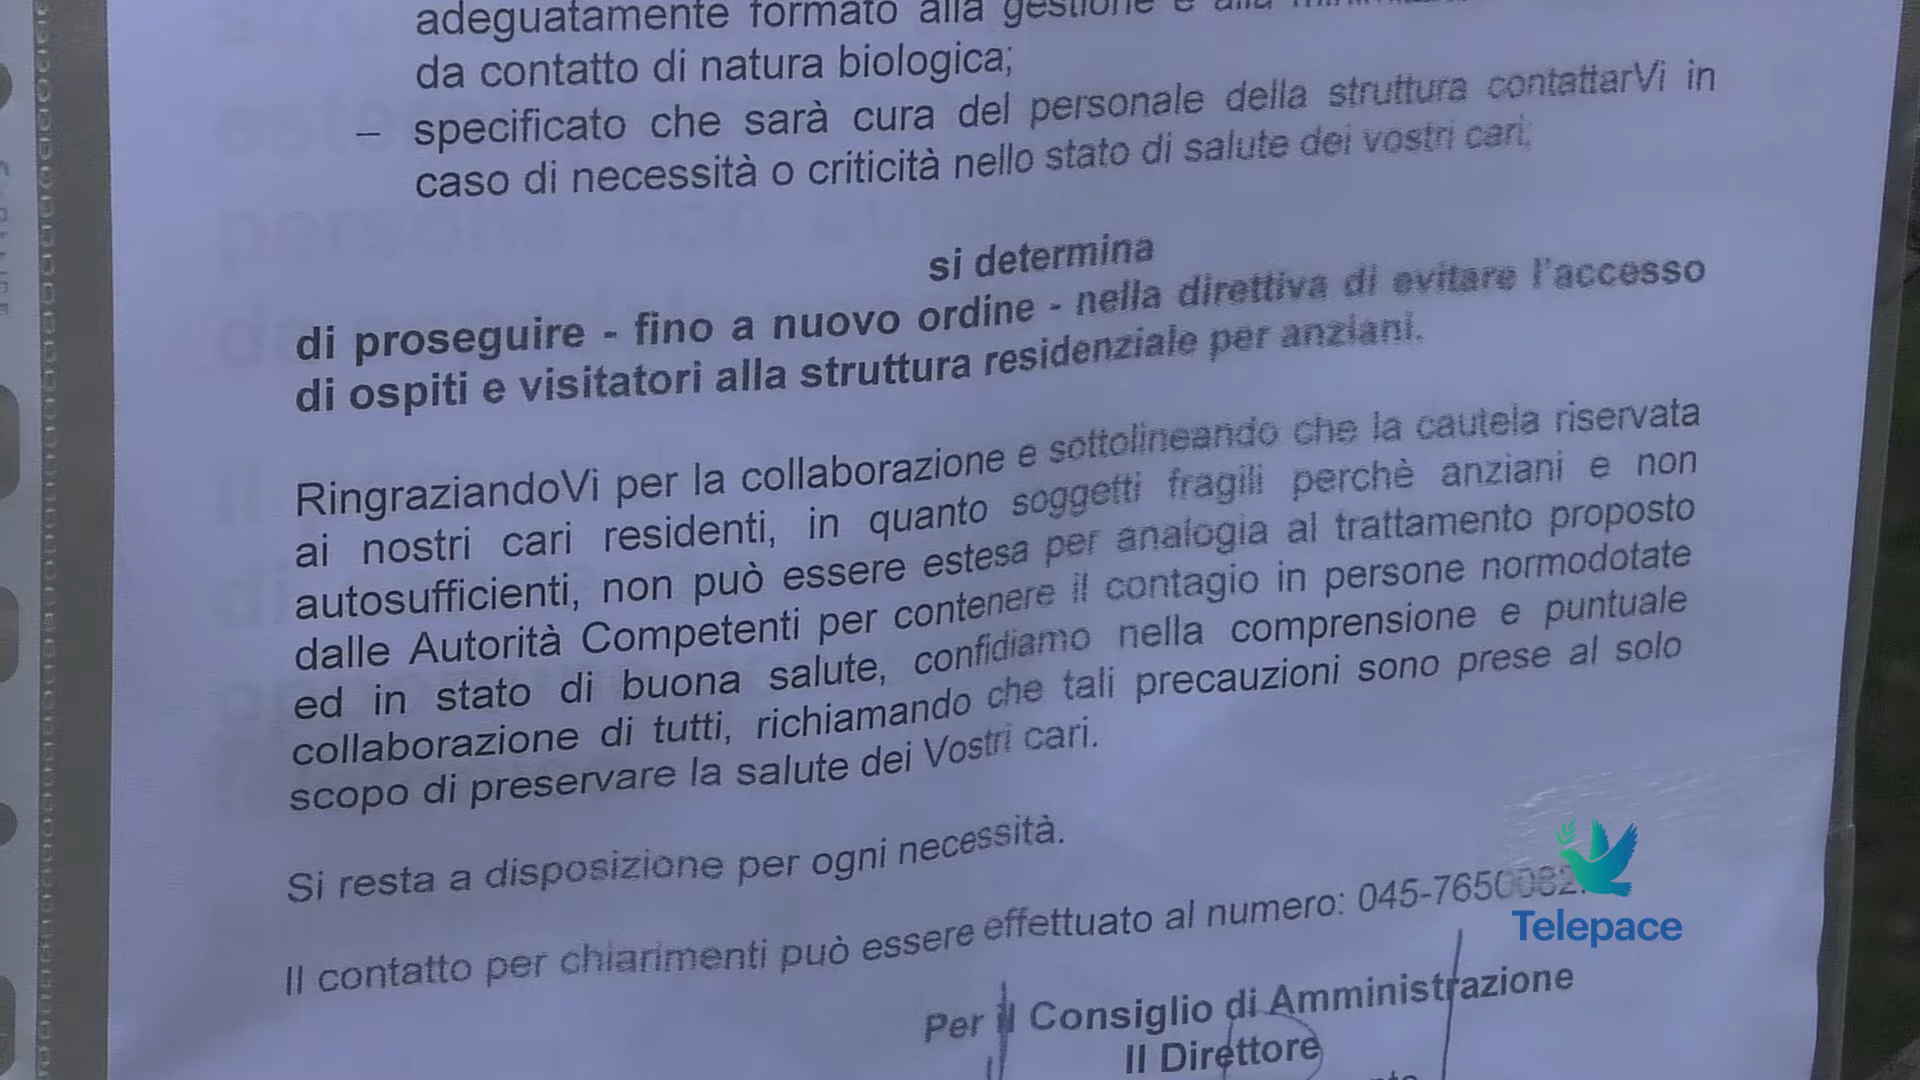 adeguatamente formato alla gestione e alla
da contatto di natura biologica;
– specificato che sarà cura del personale della struttura contattarVi in
caso di necessità o criticità nello stato di salute dei vostri cari;
si determina
di proseguire - fino a nuovo ordine - nella direttiva di evitare l'accesso
di ospiti e visitatori alla struttura residenziale per anziani.
RingraziandoVi per la collaborazione e sottolineando che la cautela riservata
ai nostri cari residenti, in quanto soggetti fragili perchè anziani e non
autosufficienti, non può essere estesa per analogia al trattamento proposto
dalle Autorità Competenti per contenere il contagio in persone normodotate
ed in stato di buona salute, confidiamo nella comprensione e puntuale
collaborazione di tutti, richiamando che tali precauzioni sono prese al solo
scopo di preservare la salute dei Vostri cari.
Si resta a disposizione per ogni necessità.
Il contatto per chiarimenti può essere effettuato al numero: 045-7650082.
Telepace
Per il Consiglio di Amministrazione
Il Direttore